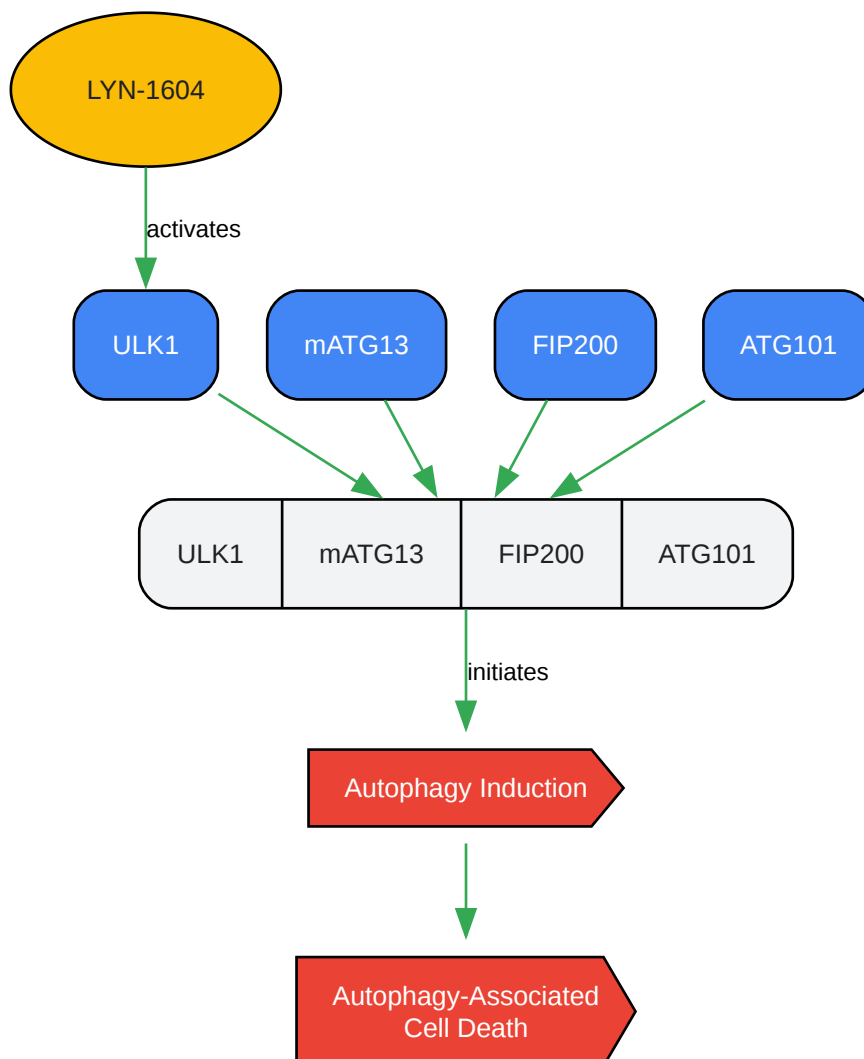 LYN-1604
activates
ULK1 mATG13 FIP200 ATG101
ULK1 mATG13 FIP200 ATG101
initiates
Autophagy Induction
Autophagy-Associated
Cell Death